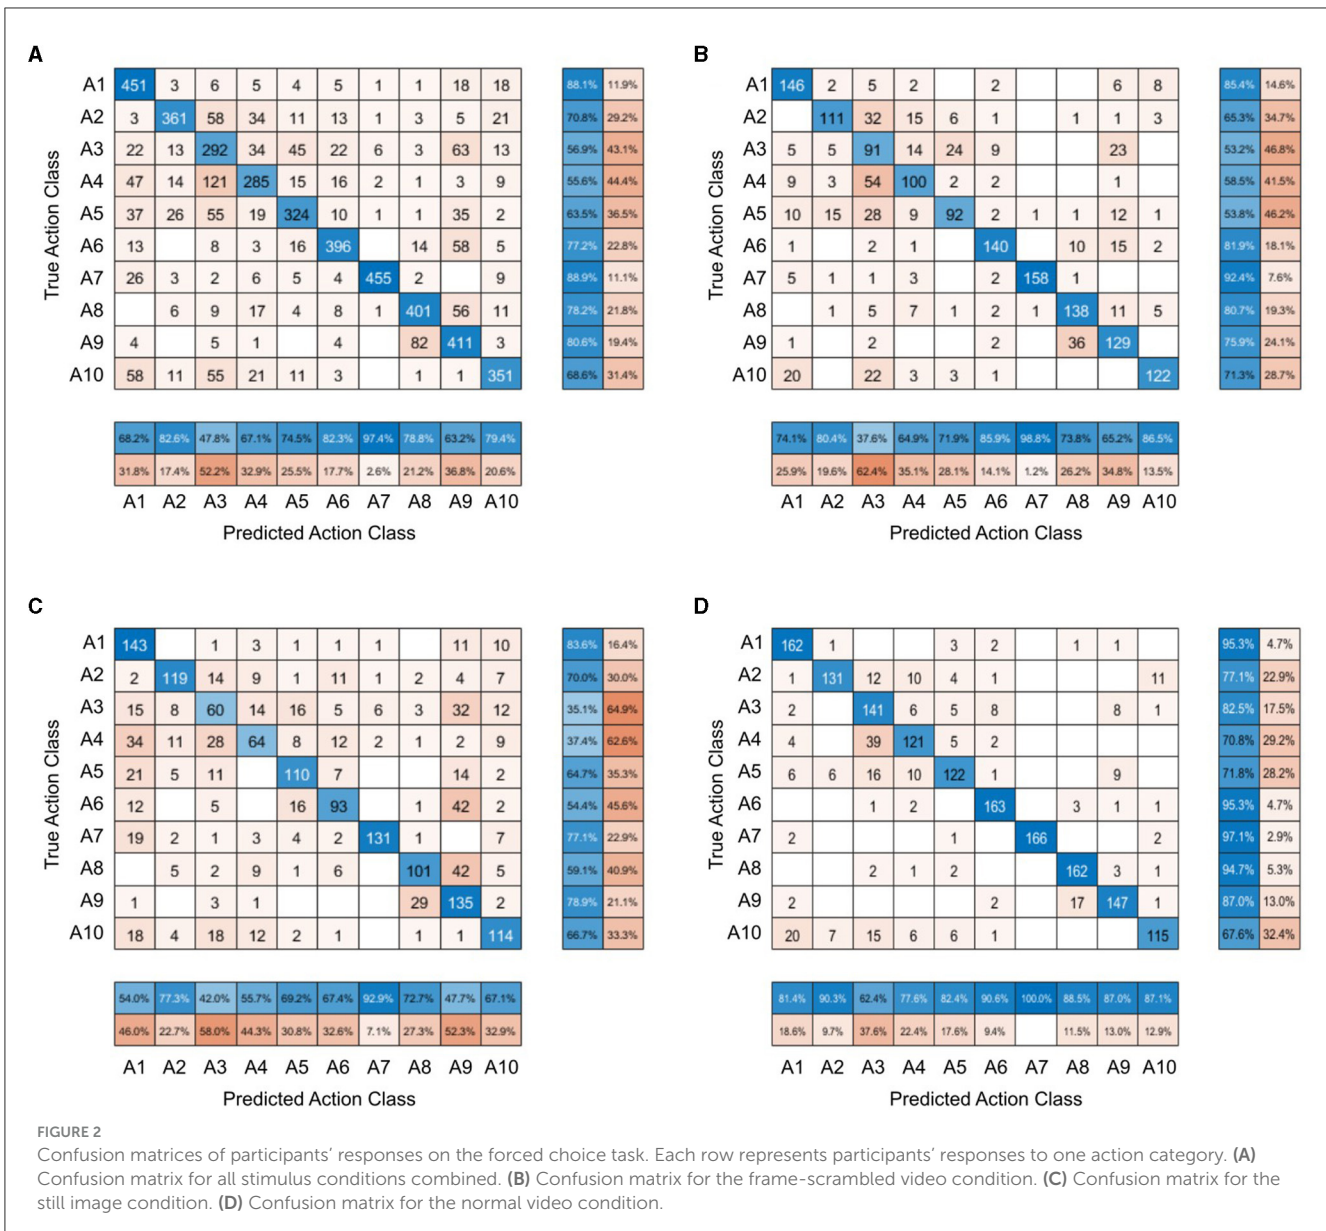 A
A1 451 3 6 5 4 5 1 1 18 18 88.1% 11.9%
A2 3 361 58 34 11 13 1 3 5 21 70.8% 29.2%
A3 22 13 292 34 45 22 6 3 63 13 56.9% 43.1%
A4 47 14 121 285 15 16 2 1 3 9 55.6% 44.4%
A5 37 26 55 19 324 10 1 1 35 2 63.5% 36.5%
A6 13 8 3 16 396 14 58 5 77.2% 22.8%
A7 26 3 2 6 5 4 455 2 9 88.9% 11.1%
A8 6 9 17 4 8 1 401 56 11 78.2% 21.8%
A9 4 5 1 4 82 411 3 80.6% 19.4%
A10 58 11 55 21 11 3 1 1 351 68.6% 31.4%
True Action Class
68.2% 82.6% 47.8% 67.1% 74.5% 82.3% 97.4% 78.8% 63.2% 79.4%
31.8% 17.4% 52.2% 32.9% 25.5% 17.7% 2.6% 21.2% 36.8% 20.6%
A1 A2 A3 A4 A5 A6 A7 A8 A9 A10
Predicted Action Class
B
A1 146 2 5 2 2 6 8 85.4% 14.6%
A2 111 32 15 6 1 1 1 3 65.3% 34.7%
A3 5 5 91 14 24 9 23 53.2% 46.8%
A4 9 3 54 100 2 2 1 58.5% 41.5%
A5 10 15 28 9 92 2 1 1 12 1 53.8% 46.2%
A6 1 2 1 140 10 15 2 81.9% 18.1%
A7 5 1 1 3 2 158 1 92.4% 7.6%
A8 1 5 7 1 2 1 138 11 5 80.7% 19.3%
A9 1 2 2 36 129 75.9% 24.1%
A10 20 22 3 3 1 122 71.3% 28.7%
True Action Class
74.1% 80.4% 37.6% 64.9% 71.9% 85.9% 98.8% 73.8% 65.2% 86.5%
25.9% 19.6% 62.4% 35.1% 28.1% 14.1% 1.2% 26.2% 34.8% 13.5%
A1 A2 A3 A4 A5 A6 A7 A8 A9 A10
Predicted Action Class
C
A1 143 1 3 1 1 1 11 10 83.6% 16.4%
A2 2 119 14 9 1 11 1 2 4 7 70.0% 30.0%
A3 15 8 60 14 16 5 6 3 32 12 35.1% 64.9%
A4 34 11 28 64 8 12 2 1 2 9 37.4% 62.6%
A5 21 5 11 110 7 14 2 64.7% 35.3%
A6 12 5 16 93 1 42 2 54.4% 45.6%
A7 19 2 1 3 4 2 131 1 7 77.1% 22.9%
A8 5 2 9 1 6 101 42 5 59.1% 40.9%
A9 1 3 1 29 135 2 78.9% 21.1%
A10 18 4 18 12 2 1 1 1 114 66.7% 33.3%
True Action Class
54.0% 77.3% 42.0% 55.7% 69.2% 67.4% 92.9% 72.7% 47.7% 67.1%
46.0% 22.7% 58.0% 44.3% 30.8% 32.6% 7.1% 27.3% 52.3% 32.9%
A1 A2 A3 A4 A5 A6 A7 A8 A9 A10
Predicted Action Class
D
A1 162 1 3 2 1 1 95.3% 4.7%
A2 1 131 12 10 4 1 11 77.1% 22.9%
A3 2 141 6 5 8 8 1 82.5% 17.5%
A4 4 39 121 5 2 70.8% 29.2%
A5 6 6 16 10 122 1 9 71.8% 28.2%
A6 1 2 163 3 1 1 95.3% 4.7%
A7 2 1 166 2 97.1% 2.9%
A8 2 1 2 162 3 1 94.7% 5.3%
A9 2 2 17 147 1 87.0% 13.0%
A10 20 7 15 6 6 1 115 67.6% 32.4%
True Action Class
81.4% 90.3% 62.4% 77.6% 82.4% 90.6% 100.0% 88.5% 87.0% 87.1%
18.6% 9.7% 37.6% 22.4% 17.6% 9.4% 11.5% 13.0% 12.9%
A1 A2 A3 A4 A5 A6 A7 A8 A9 A10
Predicted Action Class
FIGURE 2
Confusion matrices of participants' responses on the forced choice task. Each row represents participants' responses to one action category. (A)
Confusion matrix for all stimulus conditions combined. (B) Confusion matrix for the frame-scrambled video condition. (C) Confusion matrix for the
still image condition. (D) Confusion matrix for the normal video condition.